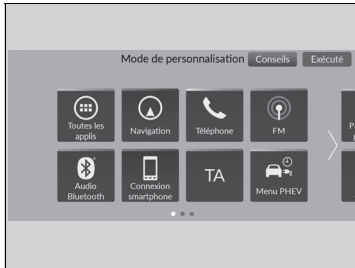 Mode de personnalisation Conseils Exécuté
Toutes les
applis
Navigation
Téléphone
FM
Audio
Bluetooth
Connexion
smartphone
TA
Menu PHEV